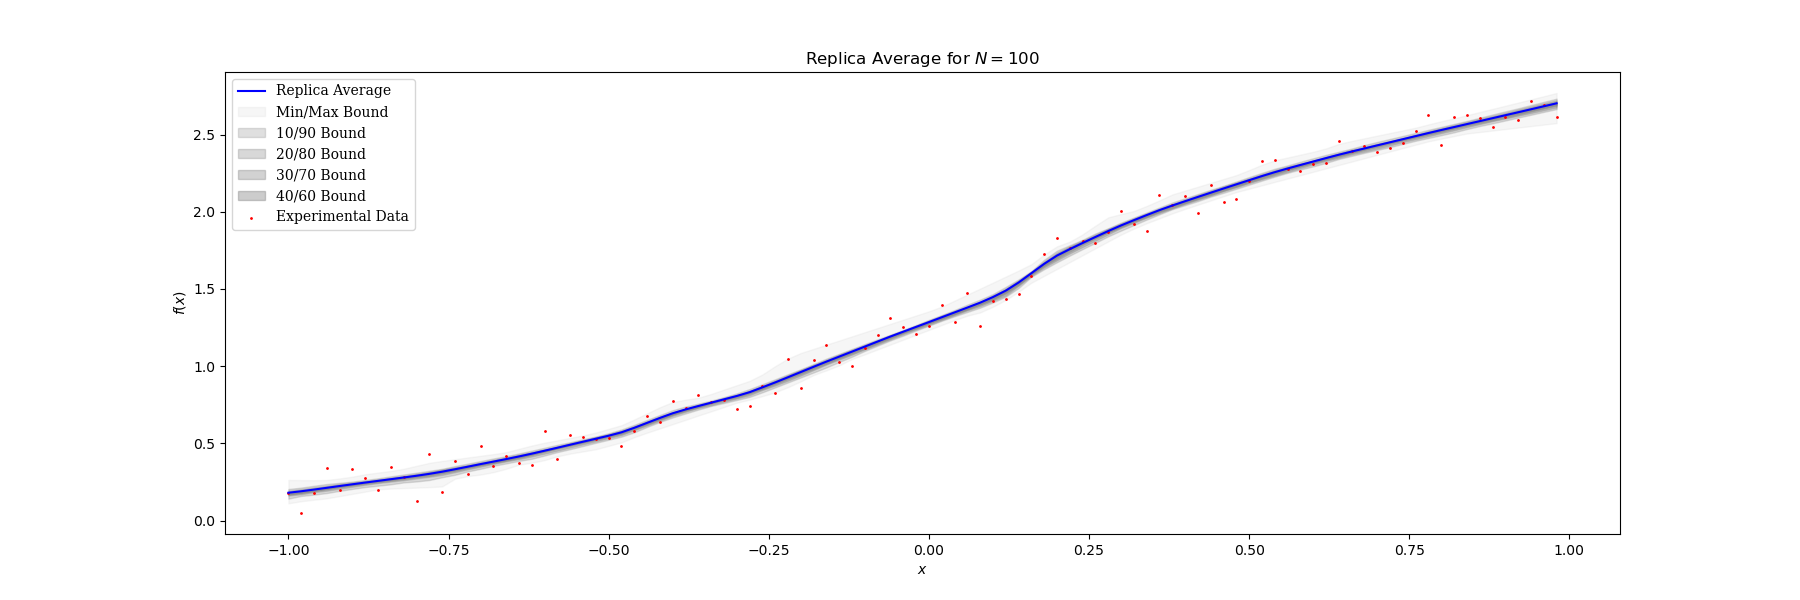 Replica Average for N = 100
Replica Average
Min/Max Bound
10/90 Bound
20/80 Bound
30/70 Bound
40/60 Bound
Experimental Data
f(x)
2.5
2.0
1.5
1.0
0.5
0.0
−1.00 −0.75 −0.50 −0.25 0.00 0.25 0.50 0.75 1.00
x